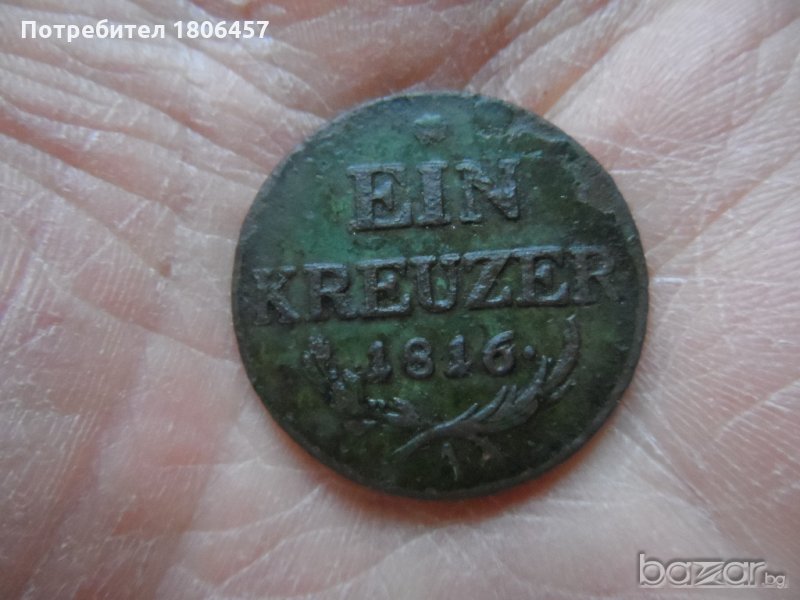 Потребител 1806457
EIN
KREUZER
·1816·
A
bazar.bg